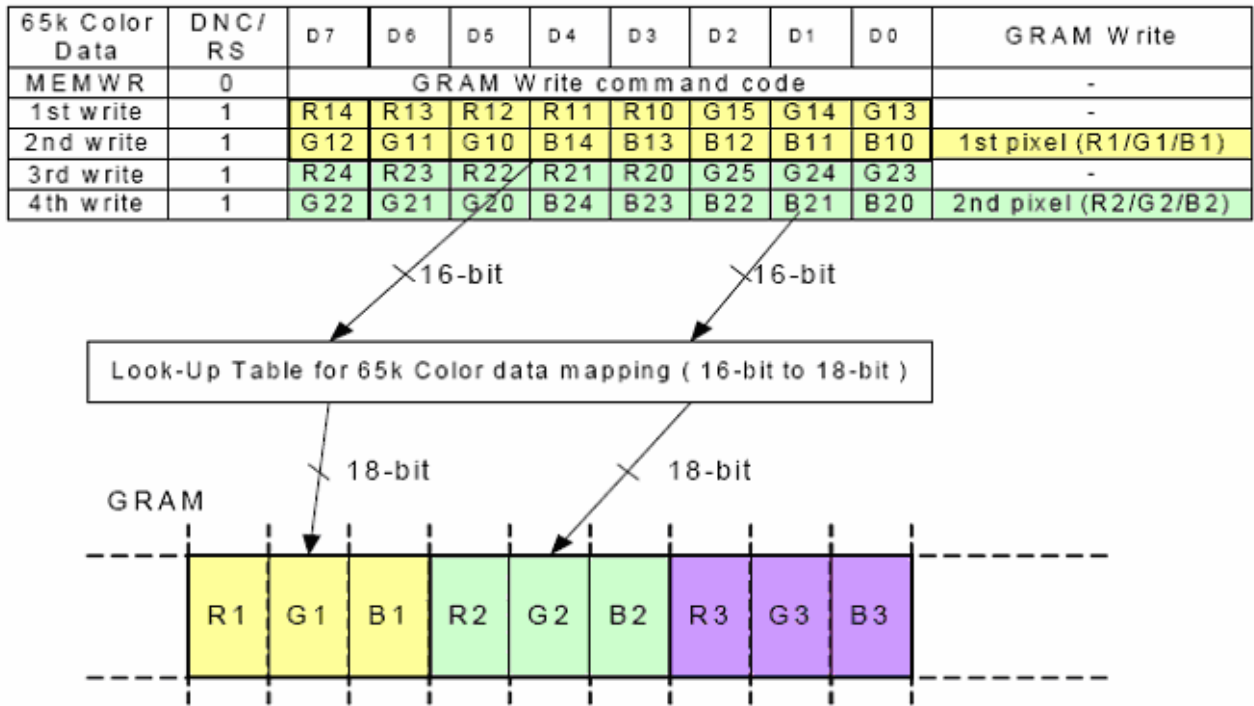 65k Color Data DNC/RS D7 D6 D5 D4 D3 D2 D1 D0 GRAM Write
MEMWR 0 GRAM Write command code -
1st write 1 R14 R13 R12 R11 R10 G15 G14 G13 -
2nd write 1 G12 G11 G10 B14 B13 B12 B11 B10 1st pixel (R1/G1/B1)
3rd write 1 R24 R23 R22 R21 R20 G25 G24 G23 -
4th write 1 G22 G21 G20 B24 B23 B22 B21 B20 2nd pixel (R2/G2/B2)
16-bit 16-bit
Look-Up Table for 65k Color data mapping ( 16-bit to 18-bit )
18-bit 18-bit
GRAM
R1 G1 B1 R2 G2 B2 R3 G3 B3